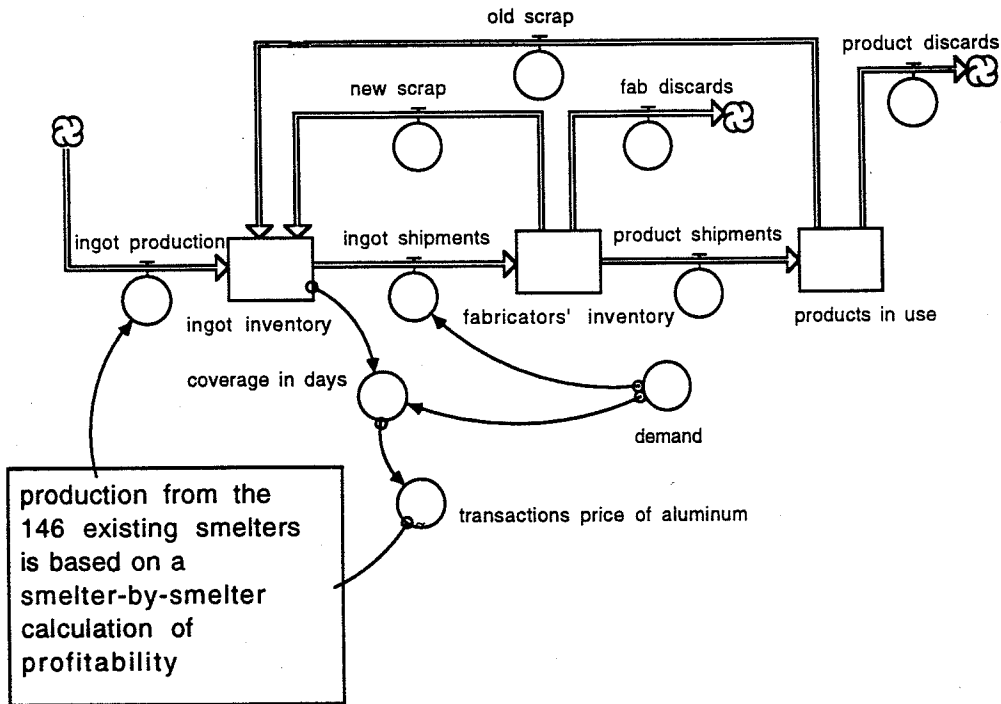 old scrap
product discards
new scrap
fab discards
ingot production
ingot shipments
product shipments
ingot inventory
fabricators' inventory
products in use
coverage in days
demand
transactions price of aluminum
production from the
146 existing smelters
is based on a
smelter-by-smelter
calculation of
profitability